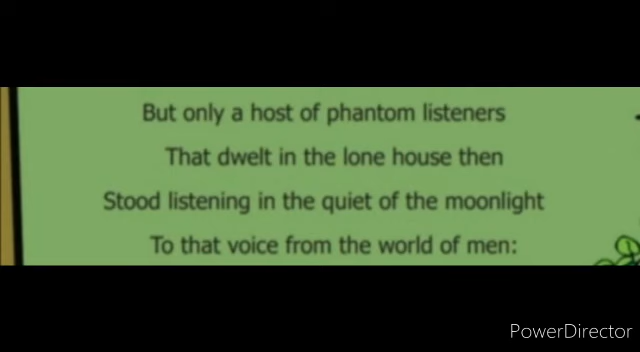 But only a host of phantom listeners
That dwelt in the lone house then
Stood listening in the quiet of the moonlight
To that voice from the world of men:
PowerDirector